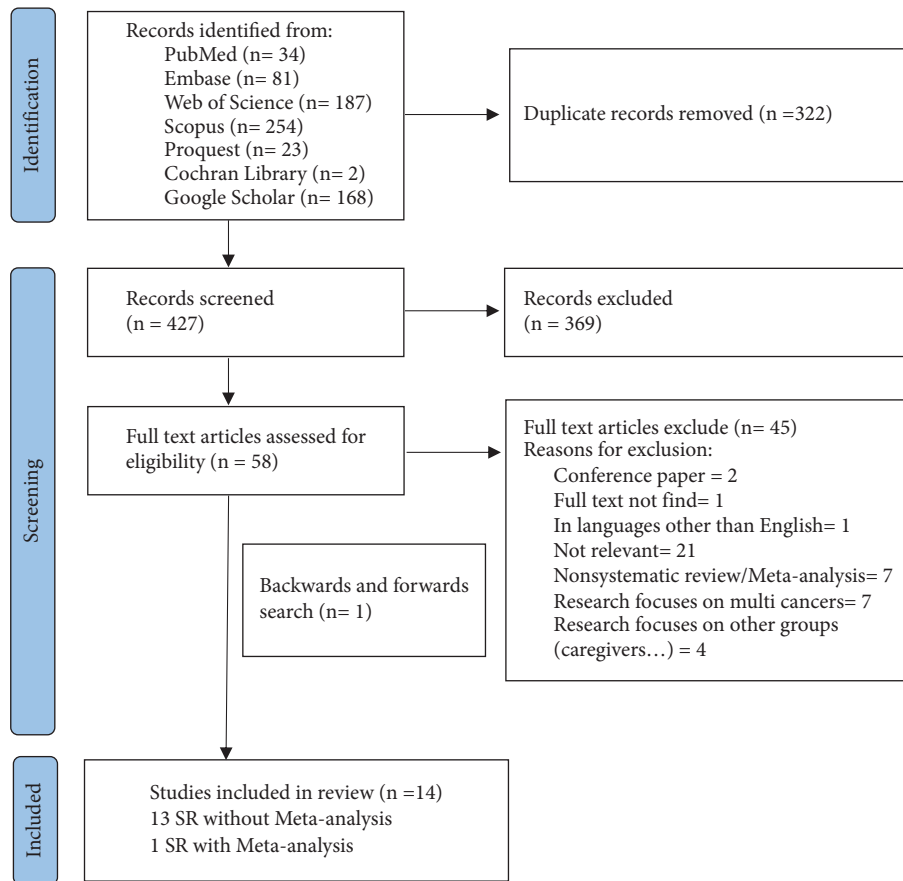 Identification
Records identified from:
PubMed (n= 34)
Embase (n= 81)
Web of Science (n= 187)
Scopus (n= 254)
Proquest (n= 23)
Cochran Library (n= 2)
Google Scholar (n= 168)
Duplicate records removed (n =322)
Screening
Records screened
(n = 427)
Records excluded
(n = 369)
Full text articles assessed for
eligibility (n = 58)
Full text articles exclude (n= 45)
Reasons for exclusion:
Conference paper = 2
Full text not find= 1
In languages other than English= 1
Not relevant= 21
Nonsystematic review/Meta-analysis= 7
Research focuses on multi cancers= 7
Research focuses on other groups
(caregivers…) = 4
Backwards and forwards
search (n= 1)
Included
Studies included in review (n =14)
13 SR without Meta-analysis
1 SR with Meta-analysis